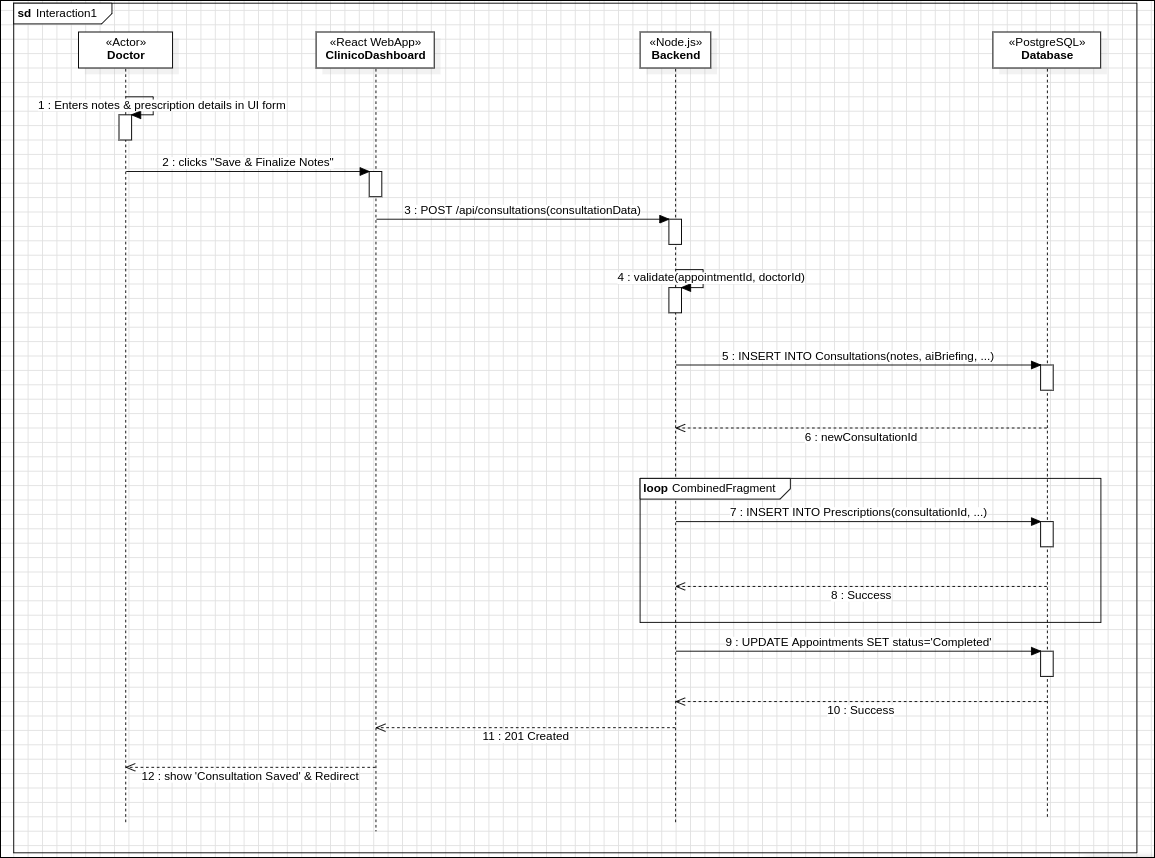 sd Interaction1
«Actor»
Doctor
«React WebApp»
ClinicoDashboard
«Node.js»
Backend
«PostgreSQL»
Database
1 : Enters notes & prescription details in UI form
2 : clicks "Save & Finalize Notes"
3 : POST /api/consultations(consultationData)
4 : validate(appointmentId, doctorId)
5 : INSERT INTO Consultations(notes, aiBriefing, ...)
6 : newConsultationId
loop CombinedFragment
7 : INSERT INTO Prescriptions(consultationId, ...)
8 : Success
9 : UPDATE Appointments SET status='Completed'
10 : Success
11 : 201 Created
12 : show 'Consultation Saved' & Redirect